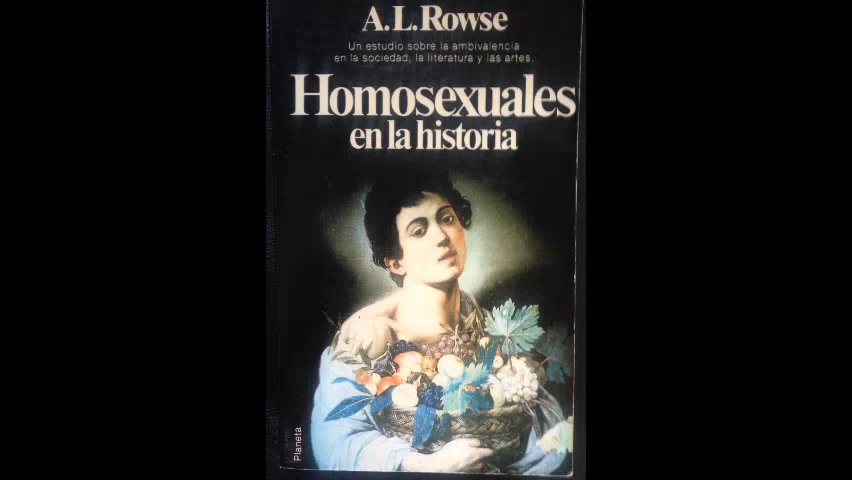 A. L. Rowse
Un estudio sobre la ambivalencia
en la sociedad, la literatura y las artes.
Homosexuales
en la historia
Planeta